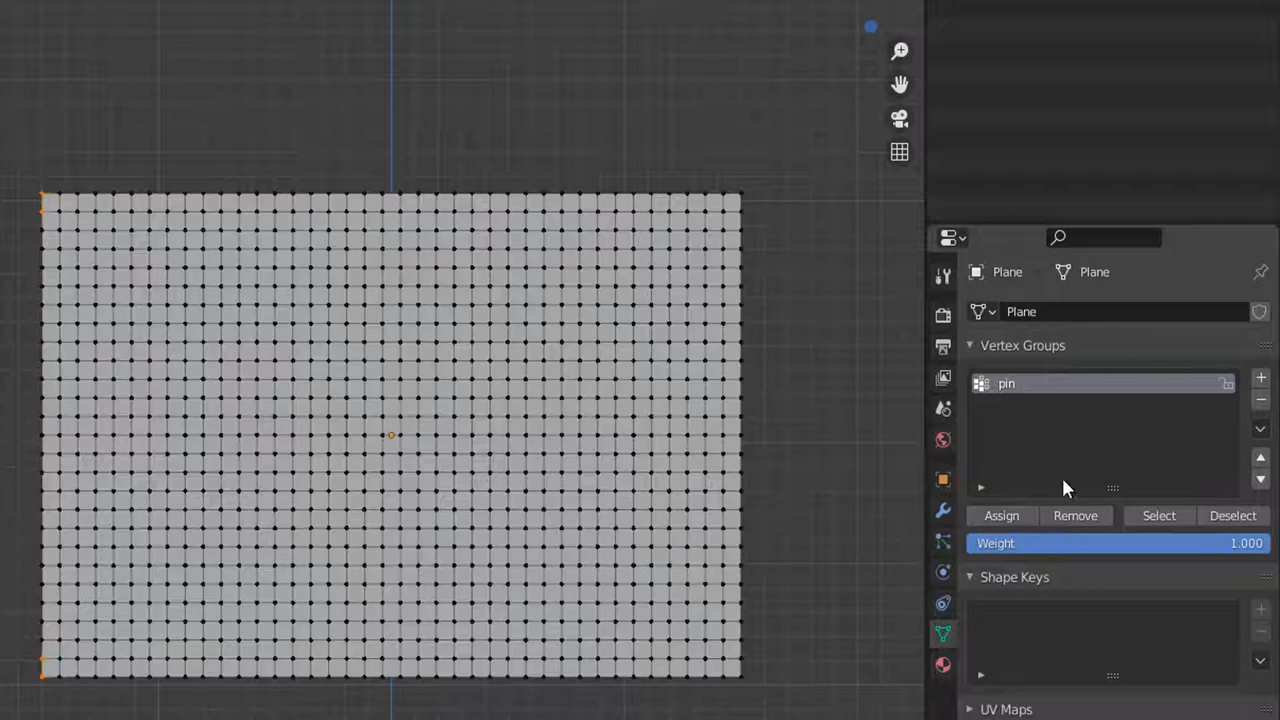 Plane Plane
Plane
Vertex Groups
pin
Assign Remove Select Deselect
Weight 1.000
Shape Keys
UV Maps